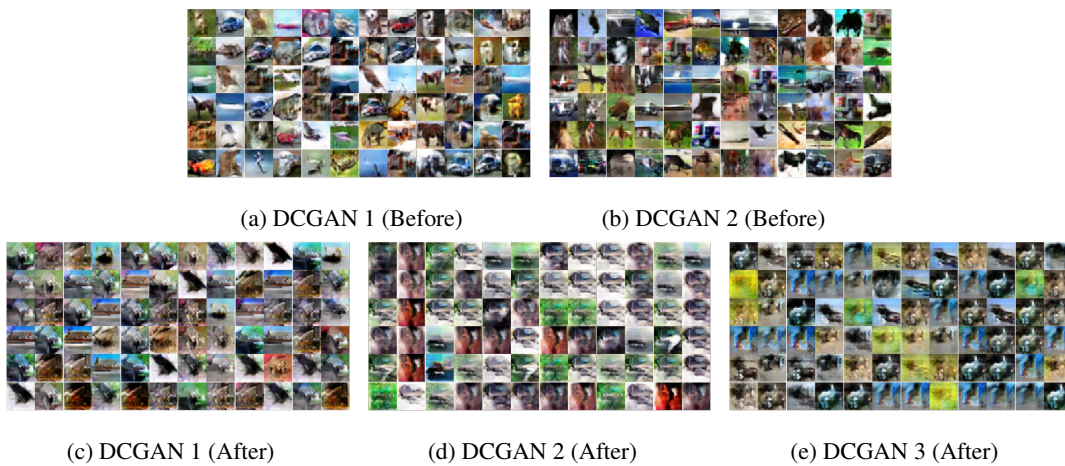 (a) DCGAN 1 (Before)
(b) DCGAN 2 (Before)
(c) DCGAN 1 (After)
(d) DCGAN 2 (After)
(e) DCGAN 3 (After)